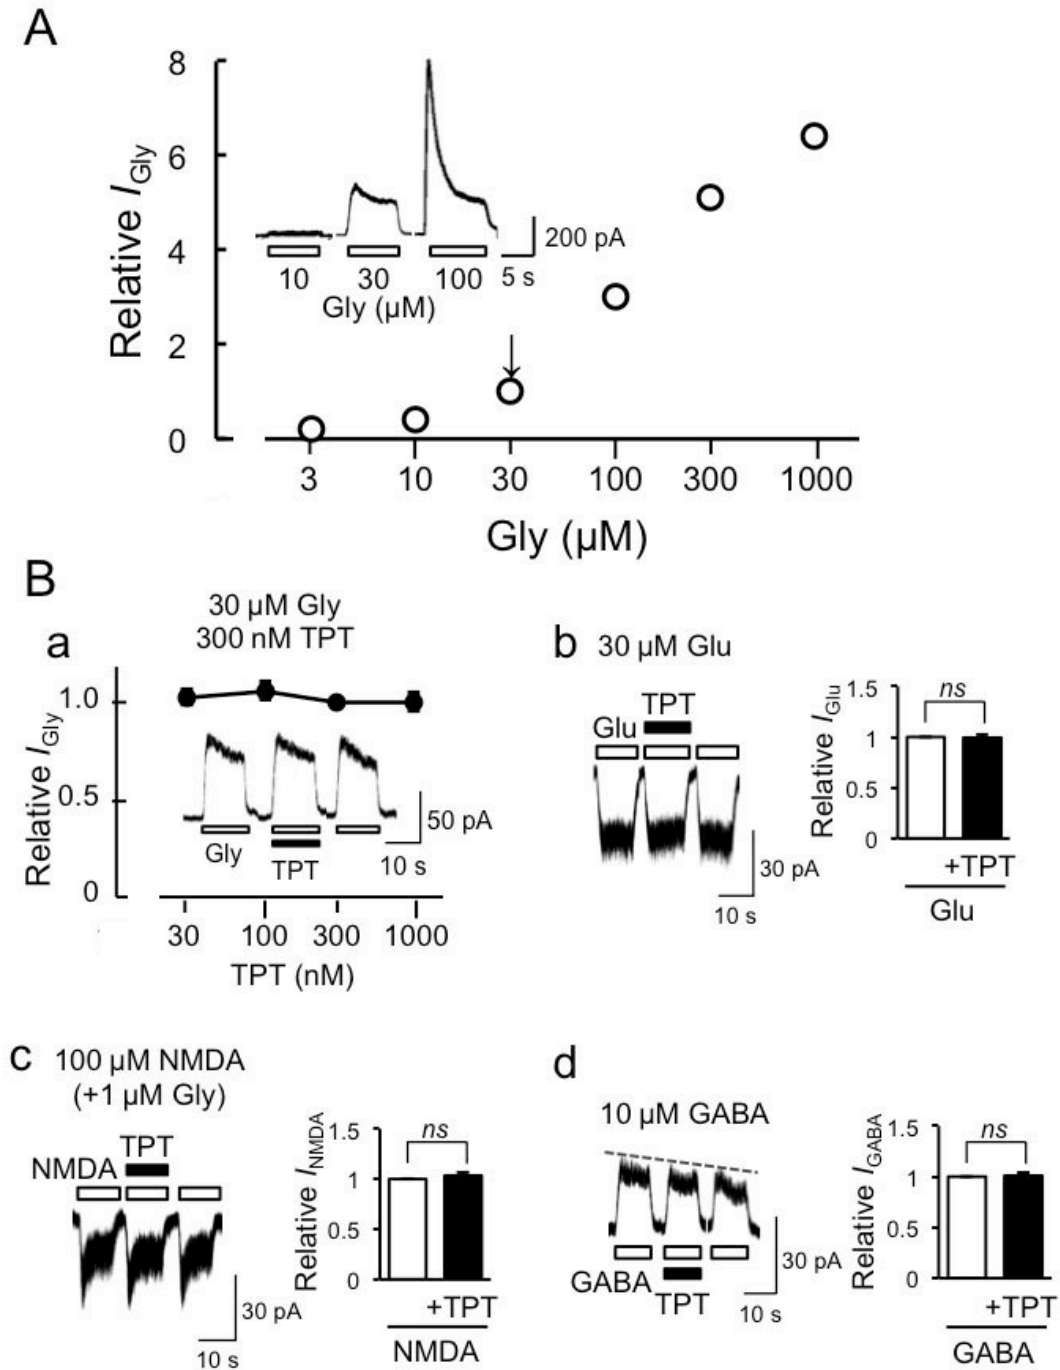 A
8
6
4
2
0
Relative I_Gly
200 pA
5 s
10 30 100
Gly (µM)
3 10 30 100 300 1000
Gly (µM)
B
a
30 µM Gly
300 nM TPT
1.0
0.5
0
Relative I_Gly
Gly
TPT
50 pA
10 s
30 100 300 1000
TPT (nM)
b
30 µM Glu
TPT
Glu
30 pA
10 s
Relative I_Glu
1.5
1
0.5
0
ns
+TPT
Glu
c
100 µM NMDA
(+1 µM Gly)
TPT
NMDA
30 pA
10 s
Relative I_NMDA
1.5
1
0.5
0
ns
+TPT
NMDA
d
10 µM GABA
GABA
TPT
30 pA
10 s
Relative I_GABA
1.5
1
0.5
0
ns
+TPT
GABA